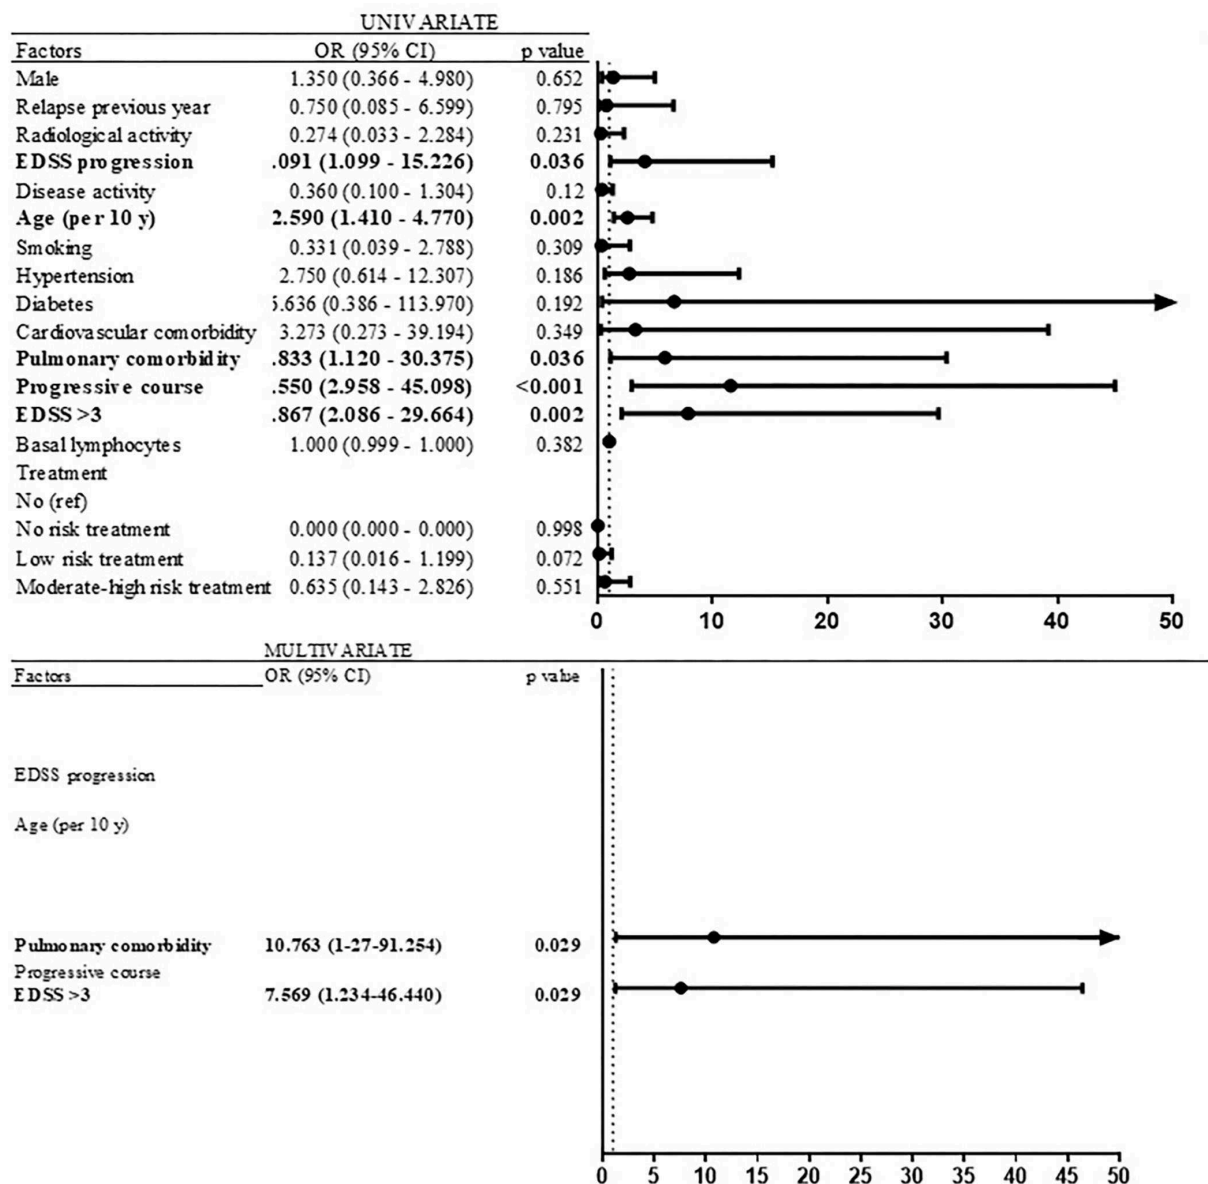 UNIVARIATE
Factors OR (95% CI) p value
Male 1.350 (0.366 - 4.980) 0.652
Relapse previous year 0.750 (0.085 - 6.599) 0.795
Radiological activity 0.274 (0.033 - 2.284) 0.231
EDSS progression .091 (1.099 - 15.226) 0.036
Disease activity 0.360 (0.100 - 1.304) 0.12
Age (per 10 y) 2.590 (1.410 - 4.770) 0.002
Smoking 0.331 (0.039 - 2.788) 0.309
Hypertension 2.750 (0.614 - 12.307) 0.186
Diabetes .636 (0.386 - 113.970) 0.192
Cardiovascular comorbidity 3.273 (0.273 - 39.194) 0.349
Pulmonary comorbidity .833 (1.120 - 30.375) 0.036
Progressive course .550 (2.958 - 45.098) <0.001
EDSS >3 .867 (2.086 - 29.664) 0.002
Basal lymphocytes 1.000 (0.999 - 1.000) 0.382
Treatment
No (ref)
No risk treatment 0.000 (0.000 - 0.000) 0.998
Low risk treatment 0.137 (0.016 - 1.199) 0.072
Moderate-high risk treatment 0.635 (0.143 - 2.826) 0.551
0 10 20 30 40 50
MULTIVARIATE
Factors OR (95% CI) p value
EDSS progression
Age (per 10 y)
Pulmonary comorbidity 10.763 (1-27-91.254) 0.029
Progressive course
EDSS >3 7.569 (1.234-46.440) 0.029
0 5 10 15 20 25 30 35 40 45 50